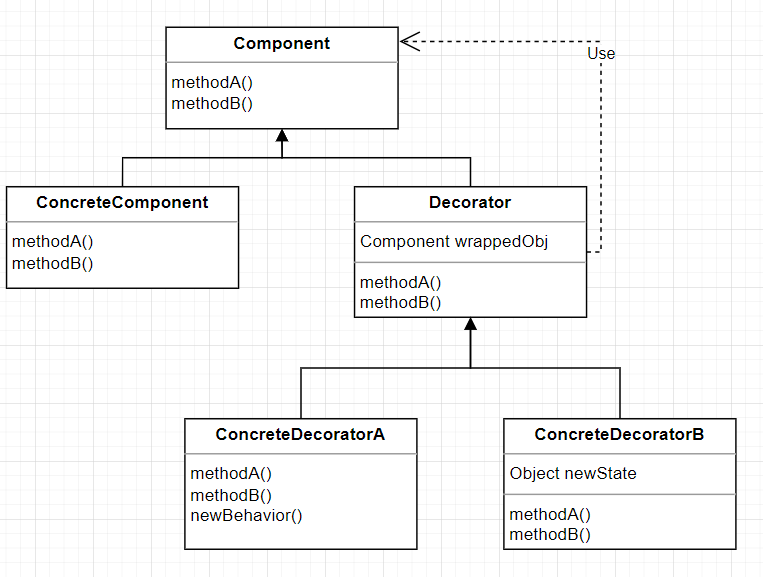 Component
methodA()
methodB()
Use
ConcreteComponent
methodA()
methodB()
Decorator
Component wrappedObj
methodA()
methodB()
ConcreteDecoratorA
methodA()
methodB()
newBehavior()
ConcreteDecoratorB
Object newState
methodA()
methodB()